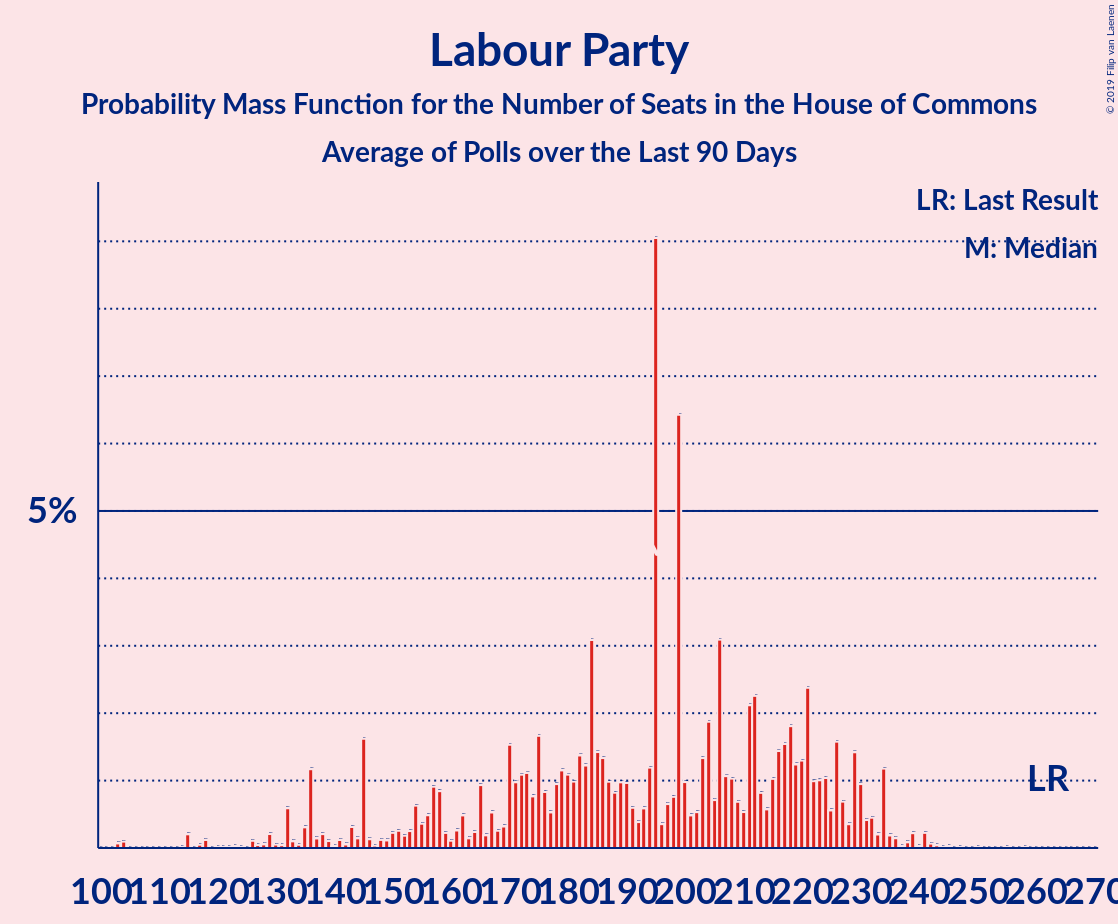 Labour Party
Probability Mass Function for the Number of Seats in the House of Commons
Average of Polls over the Last 90 Days
© 2019 Filip van Laenen
LR: Last Result
M: Median
5%
LR
100 110 120 130 140 150 160 170 180 190 200 210 220 230 240 250 260 270